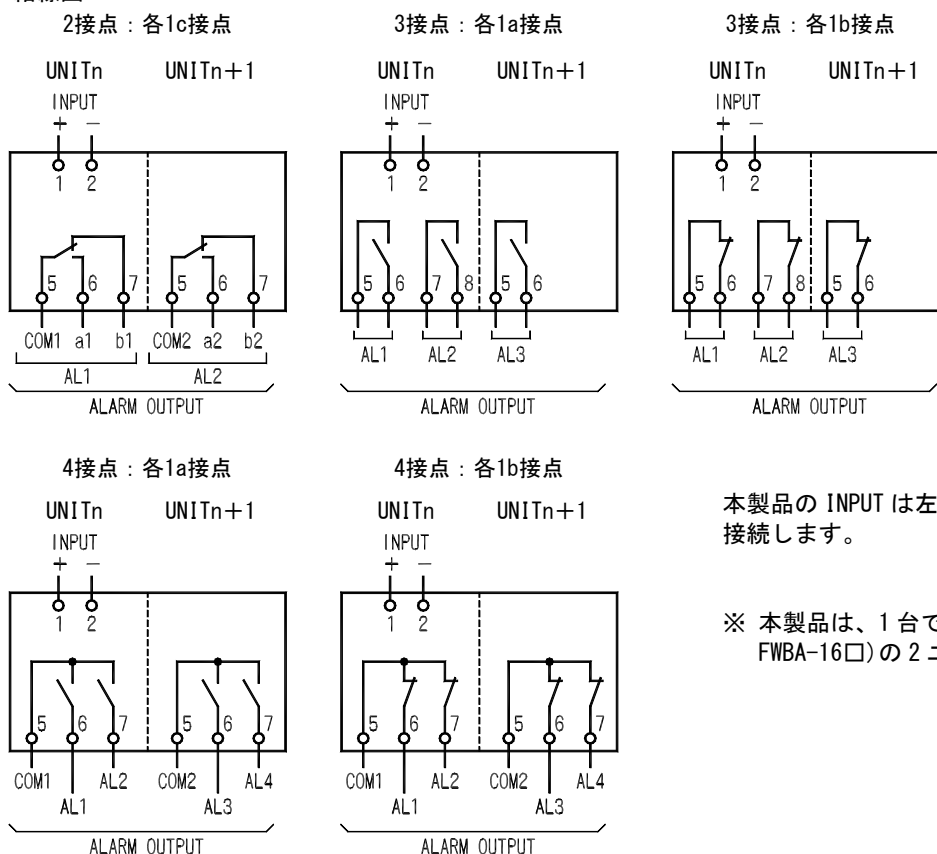 2接点：各1c接点
UNITn UNITn+1
INPUT
+ −
1 2
5 6 7 5 6 7
COM1 a1 b1 COM2 a2 b2
AL1 AL2
ALARM OUTPUT
3接点：各1a接点
UNITn UNITn+1
INPUT
+ −
1 2
5 6 7 8 5 6
AL1 AL2 AL3
ALARM OUTPUT
3接点：各1b接点
UNITn UNITn+1
INPUT
+ −
1 2
5 6 7 8 5 6
AL1 AL2 AL3
ALARM OUTPUT
4接点：各1a接点
UNITn UNITn+1
INPUT
+ −
1 2
5 6 7 5 6 7
COM1 AL2 COM2 AL4
AL1 AL3
ALARM OUTPUT
4接点：各1b接点
UNITn UNITn+1
INPUT
+ −
1 2
5 6 7 5 6 7
COM1 AL2 COM2 AL4
AL1 AL3
ALARM OUTPUT
本製品の INPUT は左
接続します。
※ 本製品は、1 台で
FWBA-16□)の 2 ユ